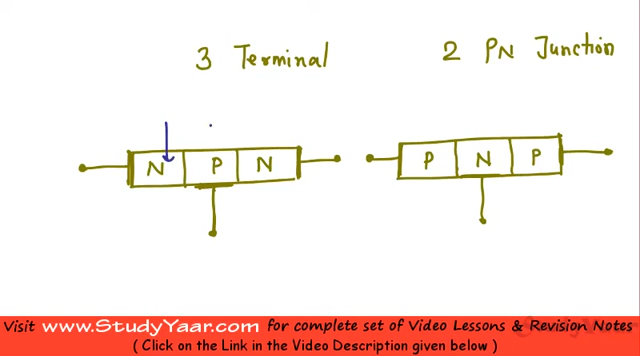 3 Terminal
2 PN Junction
N P N
P N P
Visit www.StudyYaar.com for complete set of Video Lessons & Revision Notes
( Click on the Link in the Video Description given below )